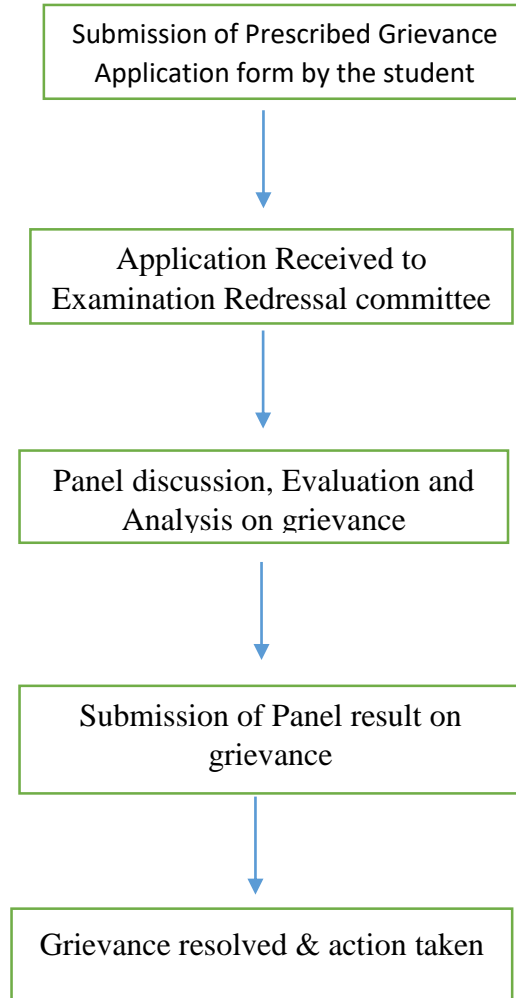 Submission of Prescribed Grievance
Application form by the student
Application Received to
Examination Redressal committee
Panel discussion, Evaluation and
Analysis on grievance
Submission of Panel result on
grievance
Grievance resolved & action taken